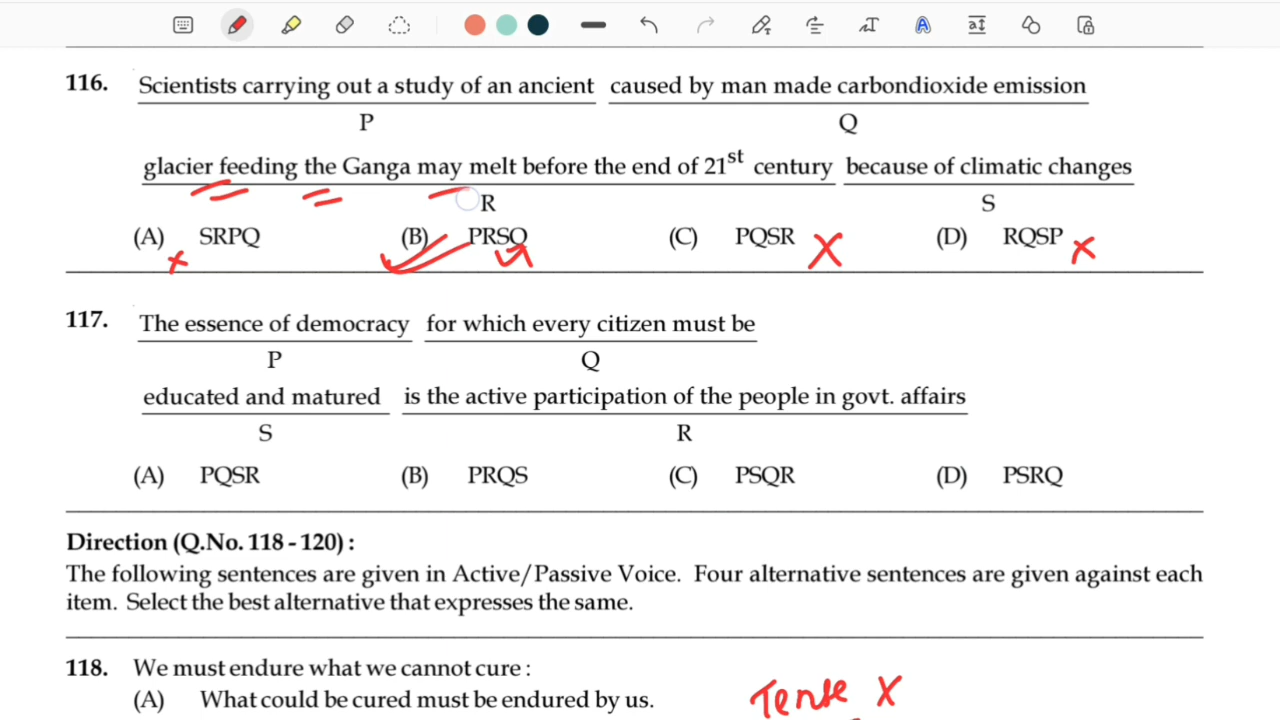 116. Scientists carrying out a study of an ancient caused by man made carbondioxide emission
P Q
glacier feeding the Ganga may melt before the end of 21st century because of climatic changes
R S
(A) SRPQ (B) PRSQ (C) PQSR (D) RQSP
117. The essence of democracy for which every citizen must be
P Q
educated and matured is the active participation of the people in govt. affairs
S R
(A) PQSR (B) PRQS (C) PSQR (D) PSRQ
Direction (Q.No. 118 - 120) :
The following sentences are given in Active/Passive Voice. Four alternative sentences are given against each
item. Select the best alternative that expresses the same.
118. We must endure what we cannot cure :
(A) What could be cured must be endured by us. Tense X